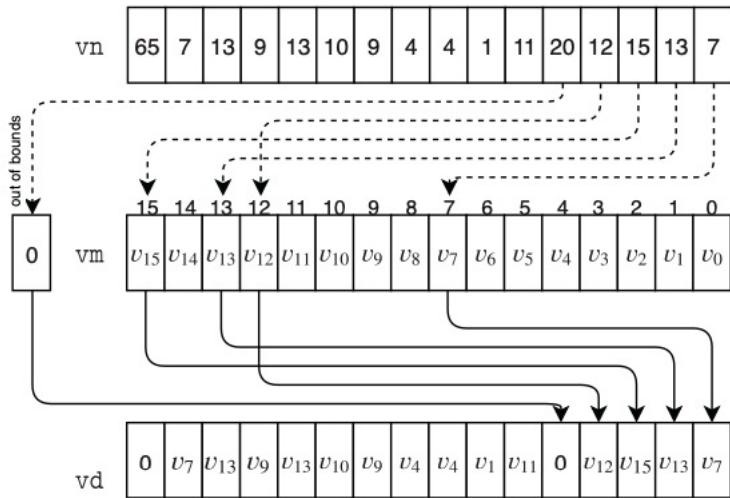 vn 65 7 13 9 13 10 9 4 4 1 11 20 12 15 13 7
out of bounds
15 14 13 12 11 10 9 8 7 6 5 4 3 2 1 0
0 vm v₁₅ v₁₄ v₁₃ v₁₂ v₁₁ v₁₀ v₉ v₈ v₇ v₆ v₅ v₄ v₃ v₂ v₁ v₀
vd 0 v₇ v₁₃ v₉ v₁₃ v₁₀ v₉ v₄ v₄ v₁ v₁₁ 0 v₁₂ v₁₅ v₁₃ v₇